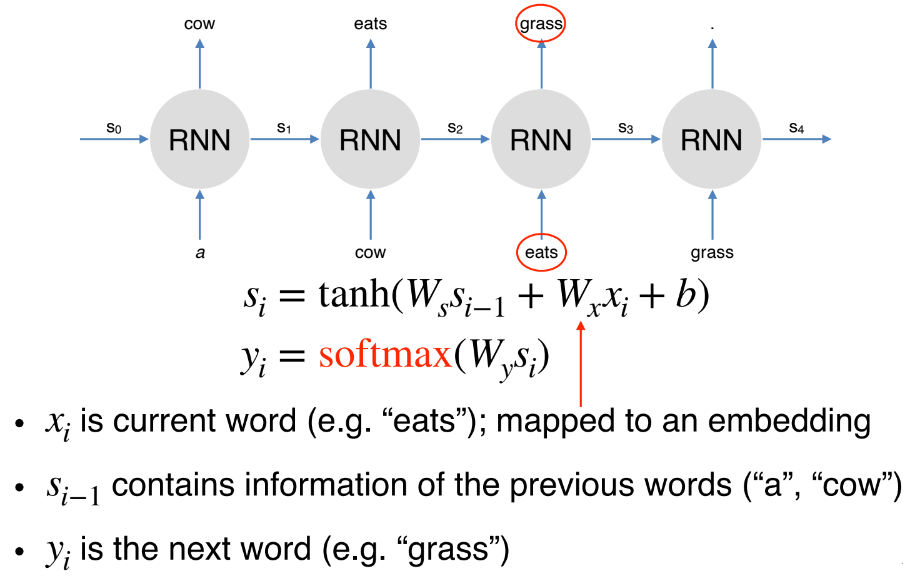 cow eats grass .
s₀ RNN s₁ RNN s₂ RNN s₃ RNN s₄
a cow eats grass
sᵢ = tanh(Wₛsᵢ₋₁ + Wₓxᵢ + b)
yᵢ = softmax(W_y sᵢ)
• xᵢ is current word (e.g. “eats”); mapped to an embedding
• sᵢ₋₁ contains information of the previous words (“a”, “cow”)
• yᵢ is the next word (e.g. “grass”)